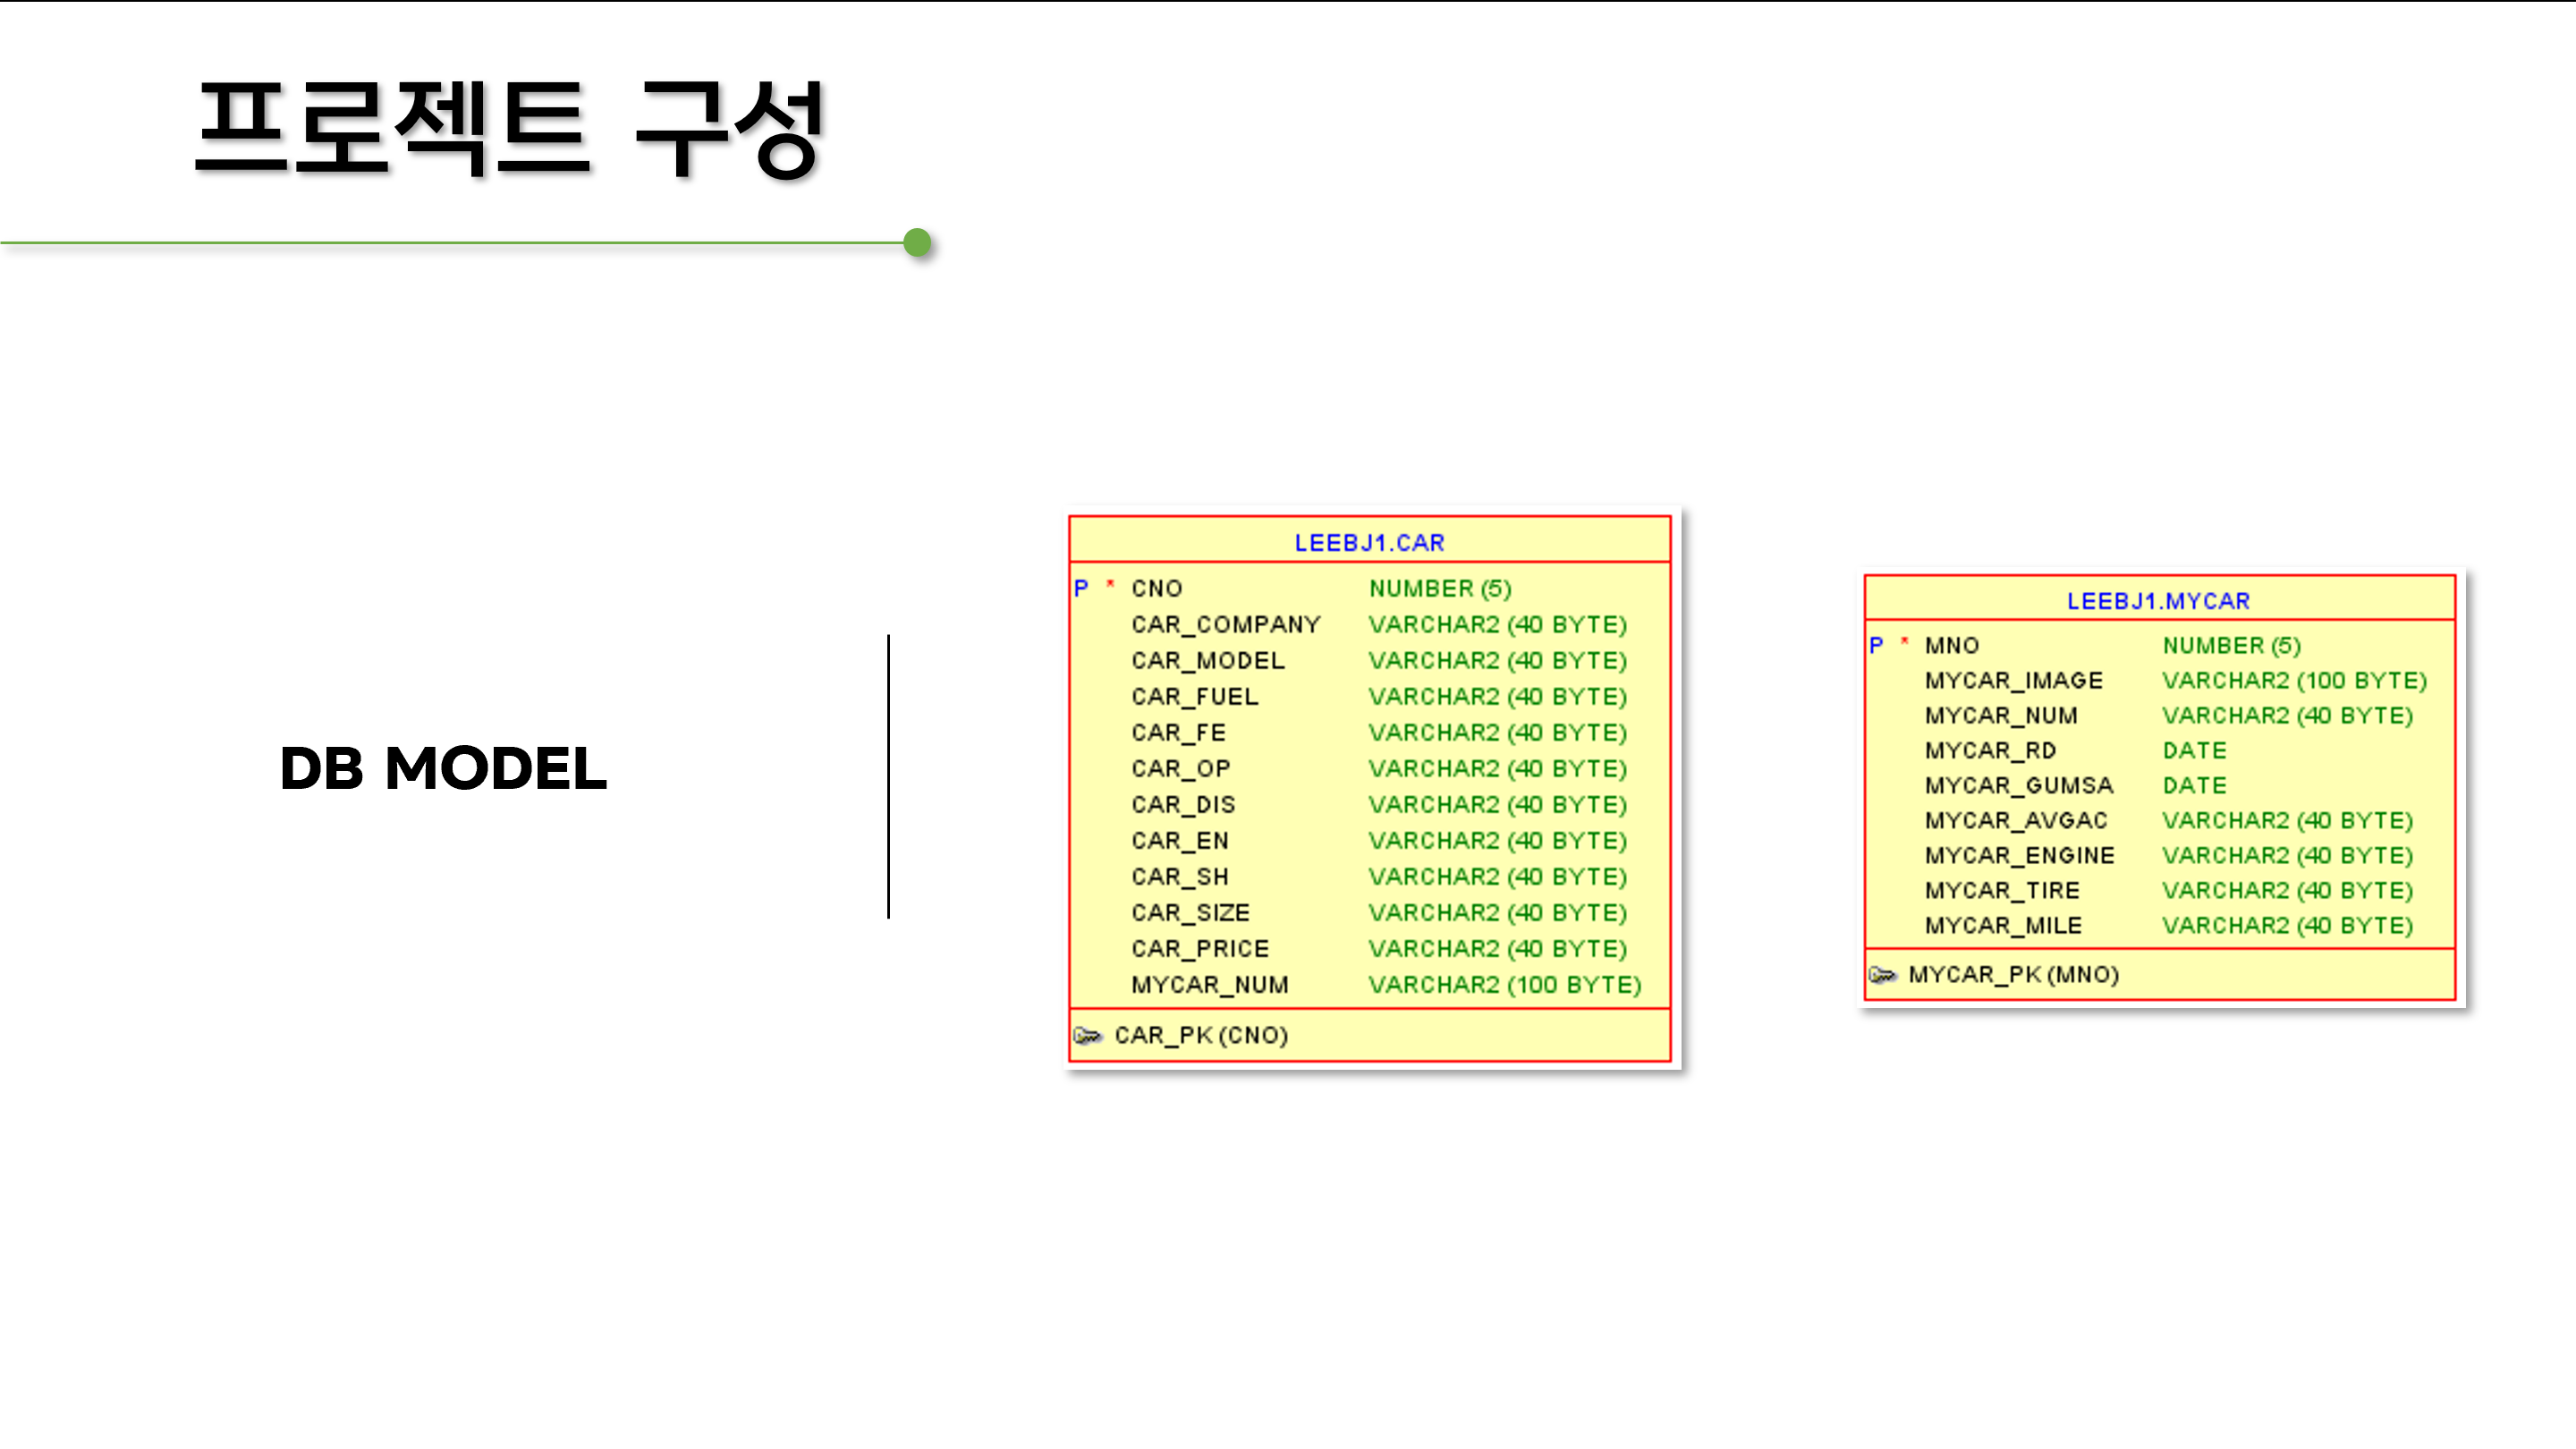 프로젝트 구성
DB MODEL
LEEBJ1.CAR
P * CNO NUMBER (5)
CAR_COMPANY VARCHAR2 (40 BYTE)
CAR_MODEL VARCHAR2 (40 BYTE)
CAR_FUEL VARCHAR2 (40 BYTE)
CAR_FE VARCHAR2 (40 BYTE)
CAR_OP VARCHAR2 (40 BYTE)
CAR_DIS VARCHAR2 (40 BYTE)
CAR_EN VARCHAR2 (40 BYTE)
CAR_SH VARCHAR2 (40 BYTE)
CAR_SIZE VARCHAR2 (40 BYTE)
CAR_PRICE VARCHAR2 (40 BYTE)
MYCAR_NUM VARCHAR2 (100 BYTE)
CAR_PK (CNO)
LEEBJ1.MYCAR
P * MNO NUMBER (5)
MYCAR_IMAGE VARCHAR2 (100 BYTE)
MYCAR_NUM VARCHAR2 (40 BYTE)
MYCAR_RD DATE
MYCAR_GUMSA DATE
MYCAR_AVGAC VARCHAR2 (40 BYTE)
MYCAR_ENGINE VARCHAR2 (40 BYTE)
MYCAR_TIRE VARCHAR2 (40 BYTE)
MYCAR_MILE VARCHAR2 (40 BYTE)
MYCAR_PK (MNO)